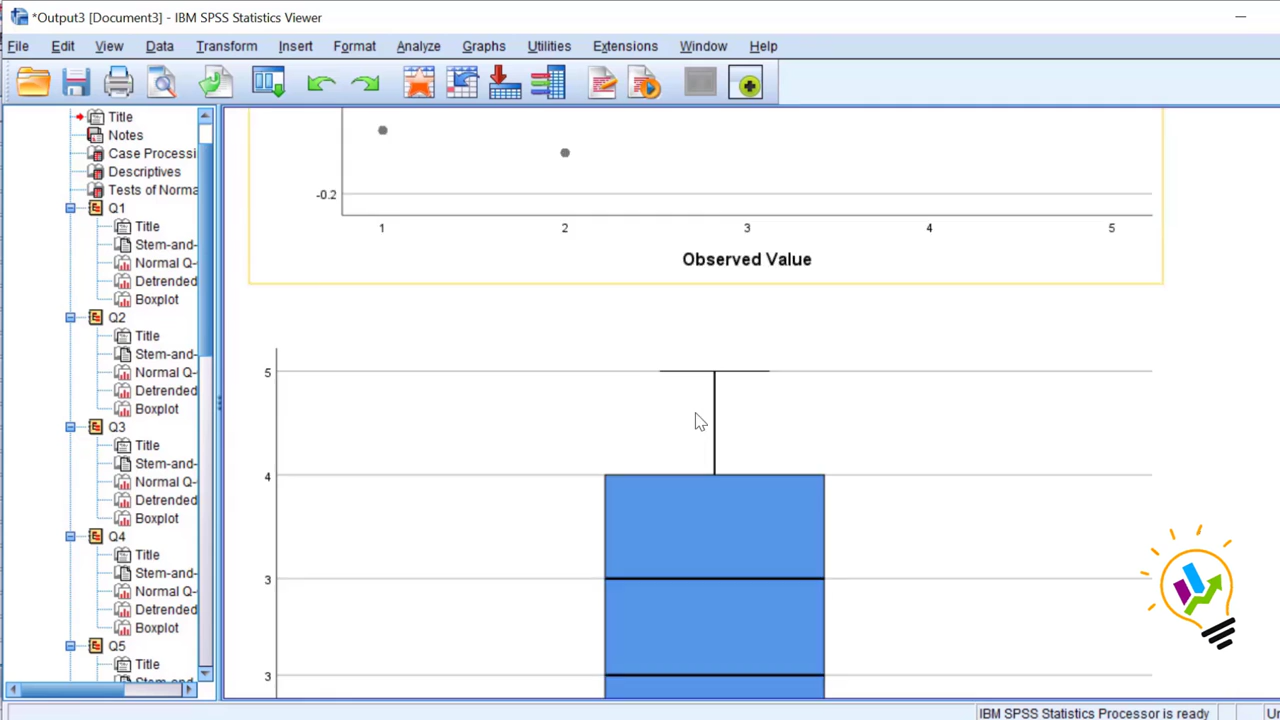 *Output3 [Document3] - IBM SPSS Statistics Viewer
File Edit View Data Transform Insert Format Analyze Graphs Utilities Extensions Window Help
Title
Notes
Case Processi
Descriptives
Tests of Norma
Q1
Title
Stem-and-
Normal Q-
Detrended
Boxplot
Q2
Title
Stem-and-
Normal Q-
Detrended
Boxplot
Q3
Title
Stem-and-
Normal Q-
Detrended
Boxplot
Q4
Title
Stem-and-
Normal Q-
Detrended
Boxplot
Q5
Title
-0.2
1 2 3 4 5
Observed Value
5
4
3
3
IBM SPSS Statistics Processor is ready
Un